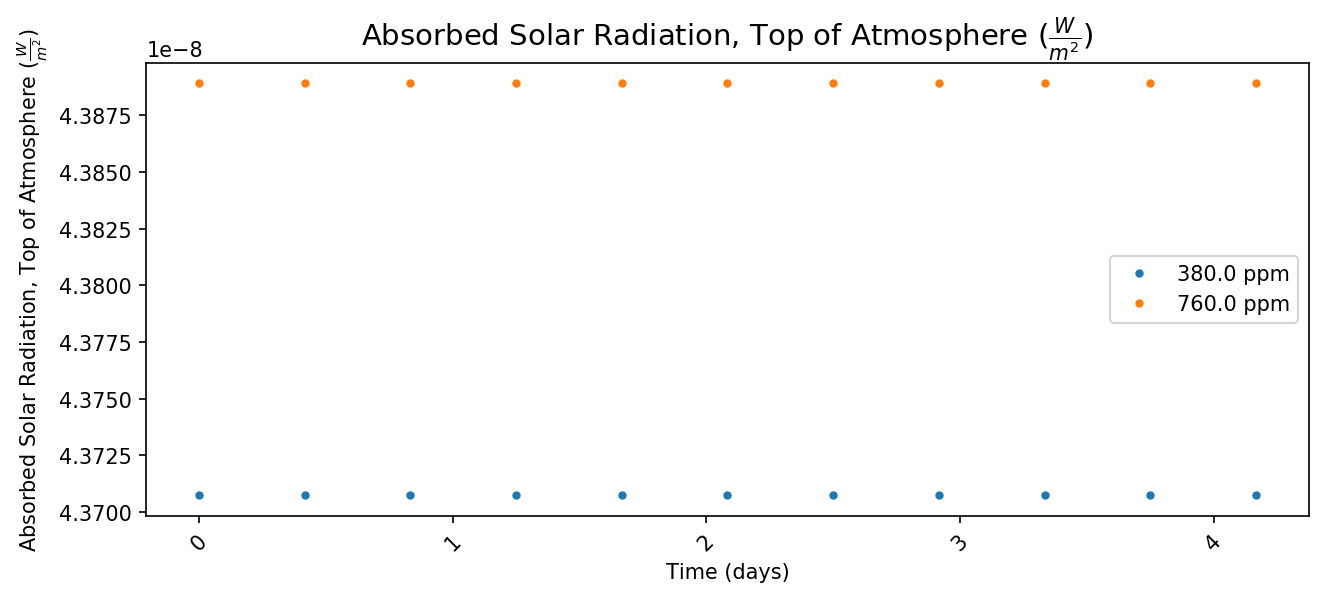 Absorbed Solar Radiation, Top of Atmosphere (W/m²)
1e−8
Absorbed Solar Radiation, Top of Atmosphere (W/m²)
4.3875
4.3850
4.3825
4.3800
4.3775
4.3750
4.3725
4.3700
380.0 ppm
760.0 ppm
0 1 2 3 4
Time (days)